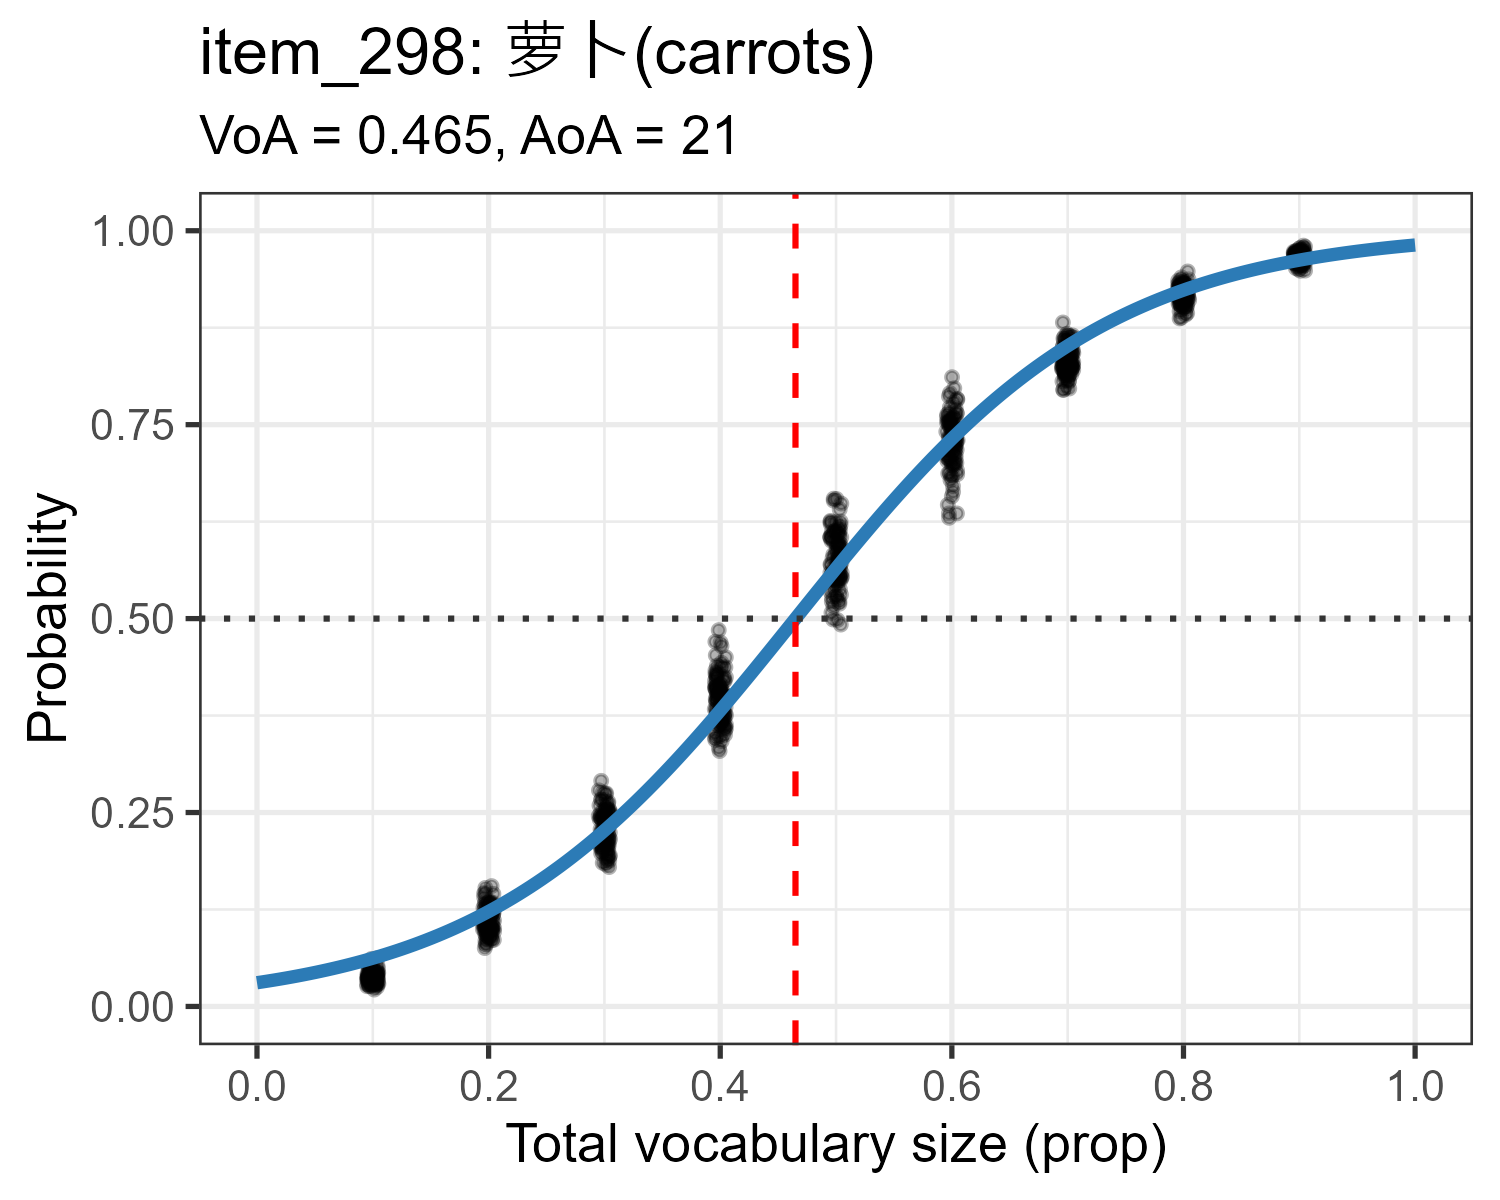 item_298: 萝卜(carrots)
VoA = 0.465, AoA = 21
1.00
0.75
0.50
0.25
0.00
Probability
0.0 0.2 0.4 0.6 0.8 1.0
Total vocabulary size (prop)